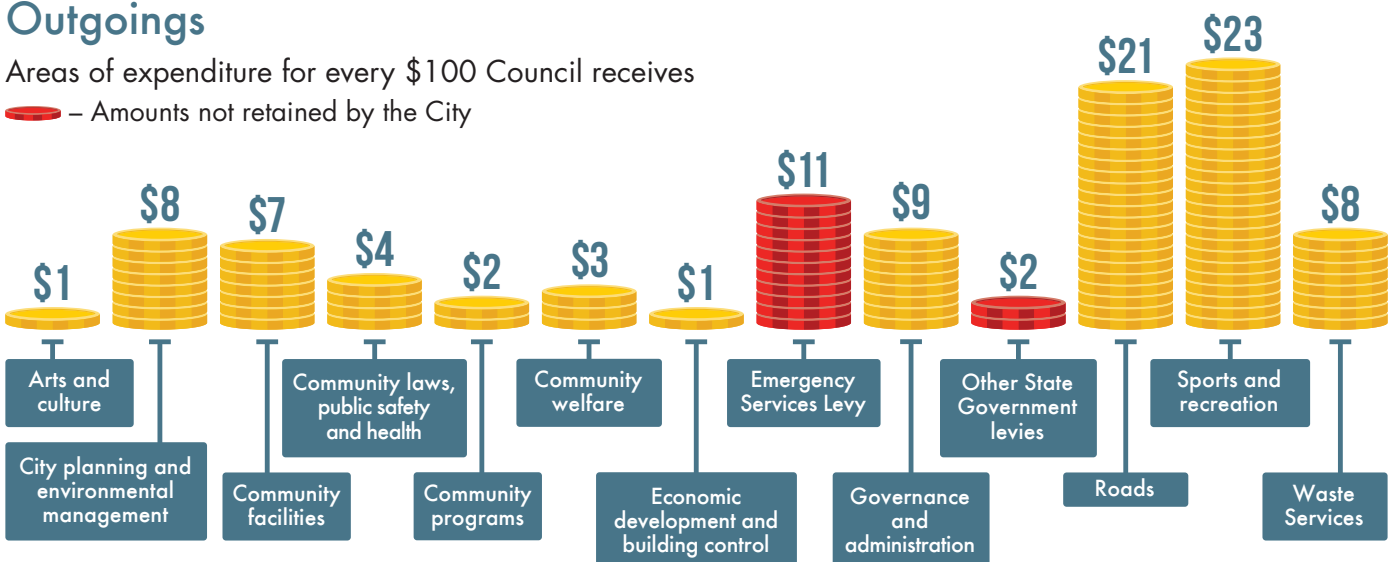 Outgoings
Areas of expenditure for every $100 Council receives
– Amounts not retained by the City
$1
$8
$7
$4
$2
$3
$1
$11
$9
$2
$21
$23
$8
Arts and
culture
City planning and
environmental
management
Community
facilities
Community laws,
public safety
and health
Community
programs
Community
welfare
Economic
development and
building control
Emergency
Services Levy
Governance
and
administration
Other State
Government
levies
Roads
Sports and
recreation
Waste
Services